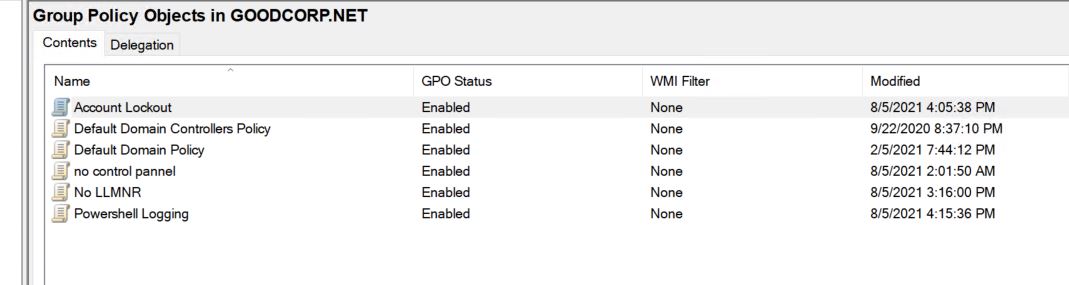 Group Policy Objects in GOODCORP.NET
Contents Delegation
Name GPO Status WMI Filter Modified
Account Lockout Enabled None 8/5/2021 4:05:38 PM
Default Domain Controllers Policy Enabled None 9/22/2020 8:37:10 PM
Default Domain Policy Enabled None 2/5/2021 7:44:12 PM
no control pannel Enabled None 8/5/2021 2:01:50 AM
No LLMNR Enabled None 8/5/2021 3:16:00 PM
Powershell Logging Enabled None 8/5/2021 4:15:36 PM